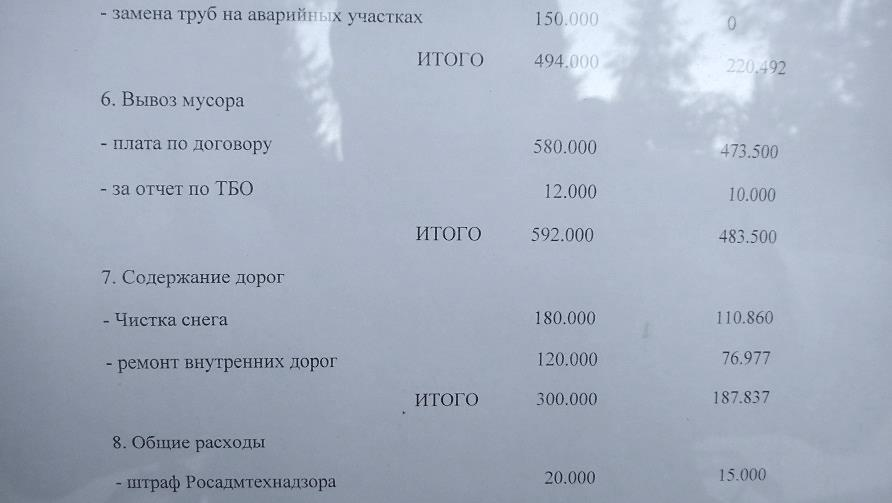 - замена труб на аварийных участках 150.000 0
ИТОГО 494.000 220.492
6. Вывоз мусора
- плата по договору 580.000 473.500
- за отчет по ТБО 12.000 10.000
ИТОГО 592.000 483.500
7. Содержание дорог
- Чистка снега 180.000 110.860
- ремонт внутренних дорог 120.000 76.977
ИТОГО 300.000 187.837
8. Общие расходы
- штраф Росадмтехнадзора 20.000 15.000